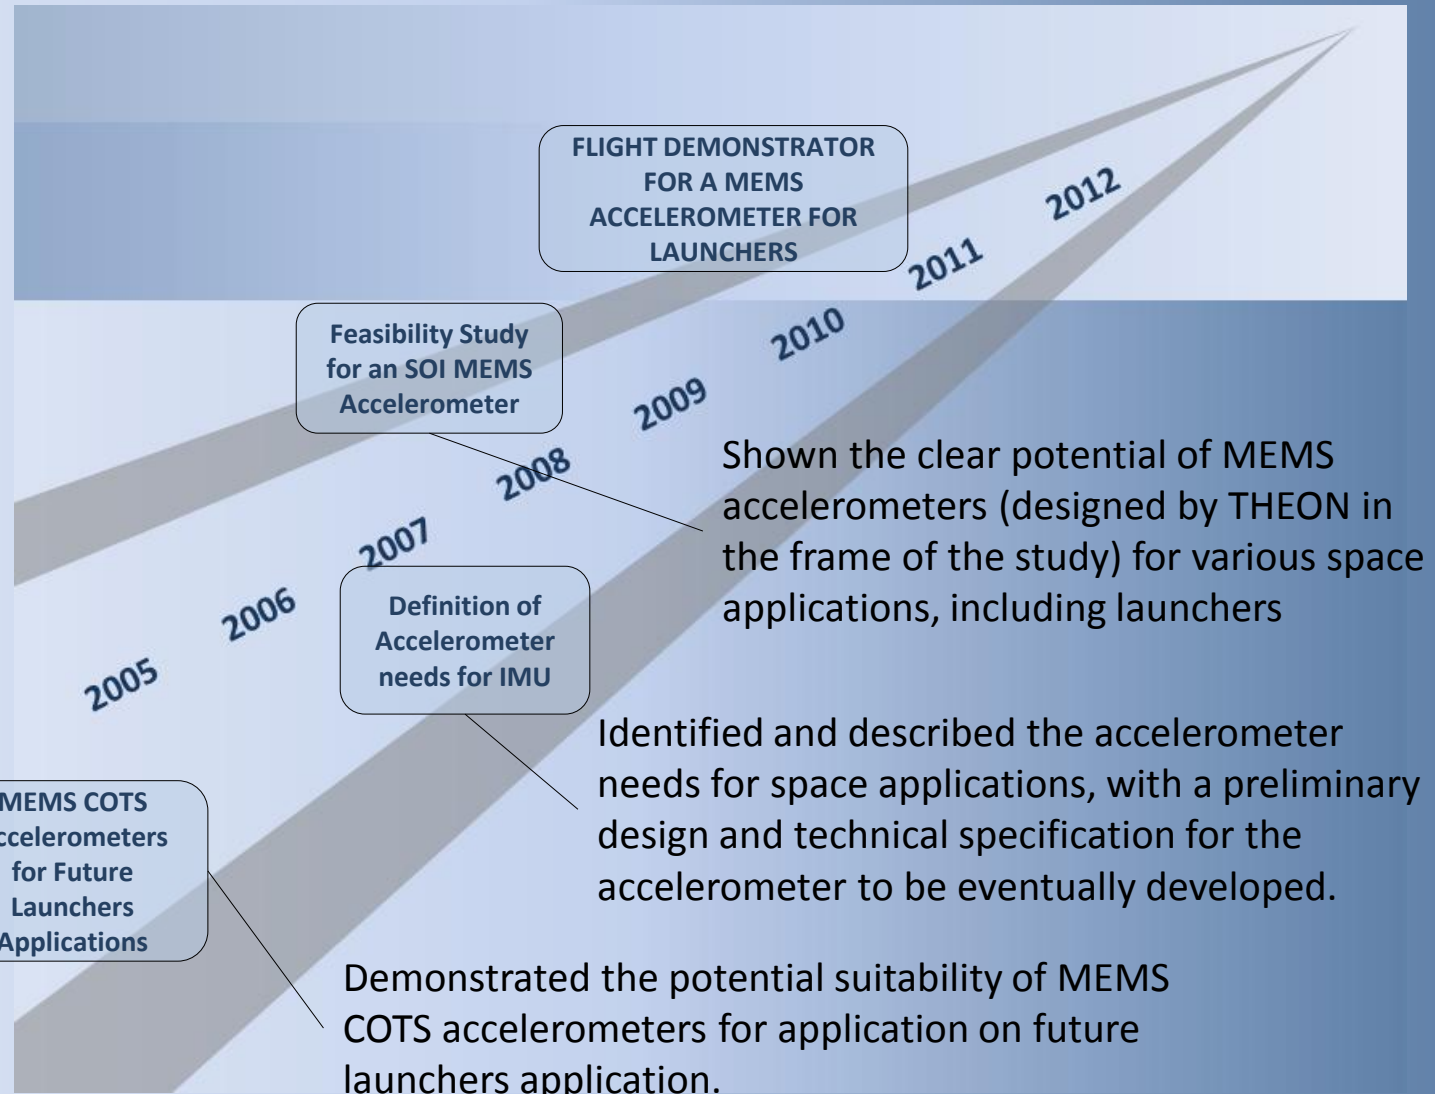 FLIGHT DEMONSTRATOR
FOR A MEMS
ACCELEROMETER FOR
LAUNCHERS
2012
2011
2010
2009
2008
2007
2006
2005
Feasibility Study
for an SOI MEMS
Accelerometer
Shown the clear potential of MEMS
accelerometers (designed by THEON in
the frame of the study) for various space
applications, including launchers
Definition of
Accelerometer
needs for IMU
Identified and described the accelerometer
needs for space applications, with a preliminary
design and technical specification for the
accelerometer to be eventually developed.
MEMS COTS
ccelerometers
for Future
Launchers
Applications
Demonstrated the potential suitability of MEMS
COTS accelerometers for application on future
launchers application.